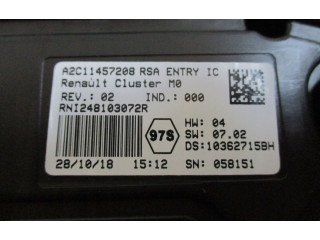 A2C11457208 RSA ENTRY IC
Renault Cluster M0
REV.: 02 IND.: 000
RNI248103072R
97S
HW: 04
SW: 07.02
DS:10362715BH
28/10/18 15:12 SN: 058151